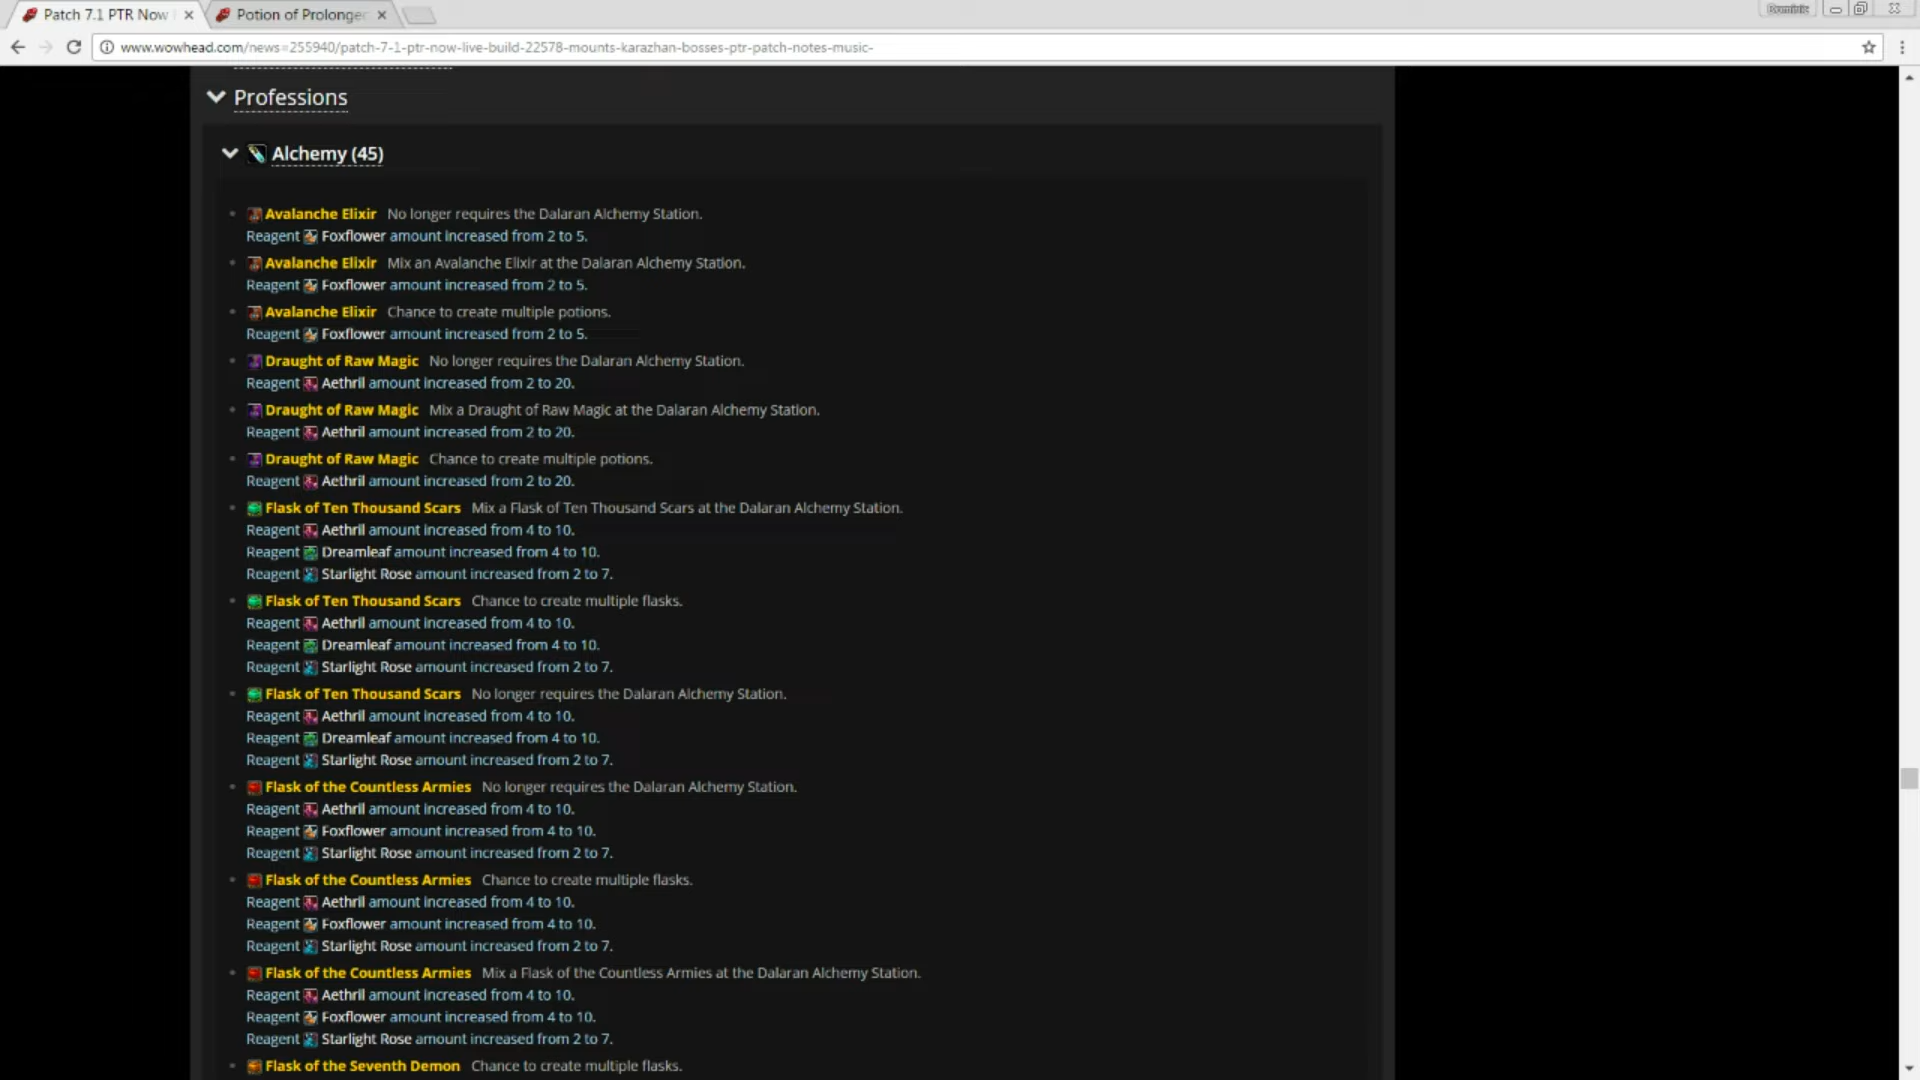 Patch 7.1 PTR Now
Potion of Prolonge
Dominic
www.wowhead.com/news=255940/patch-7-1-ptr-now-live-build-22578-mounts-karazhan-bosses-ptr-patch-notes-music-
Professions
Alchemy (45)
Avalanche Elixir No longer requires the Dalaran Alchemy Station.
Reagent Foxflower amount increased from 2 to 5.
Avalanche Elixir Mix an Avalanche Elixir at the Dalaran Alchemy Station.
Reagent Foxflower amount increased from 2 to 5.
Avalanche Elixir Chance to create multiple potions.
Reagent Foxflower amount increased from 2 to 5.
Draught of Raw Magic No longer requires the Dalaran Alchemy Station.
Reagent Aethril amount increased from 2 to 20.
Draught of Raw Magic Mix a Draught of Raw Magic at the Dalaran Alchemy Station.
Reagent Aethril amount increased from 2 to 20.
Draught of Raw Magic Chance to create multiple potions.
Reagent Aethril amount increased from 2 to 20.
Flask of Ten Thousand Scars Mix a Flask of Ten Thousand Scars at the Dalaran Alchemy Station.
Reagent Aethril amount increased from 4 to 10.
Reagent Dreamleaf amount increased from 4 to 10.
Reagent Starlight Rose amount increased from 2 to 7.
Flask of Ten Thousand Scars Chance to create multiple flasks.
Reagent Aethril amount increased from 4 to 10.
Reagent Dreamleaf amount increased from 4 to 10.
Reagent Starlight Rose amount increased from 2 to 7.
Flask of Ten Thousand Scars No longer requires the Dalaran Alchemy Station.
Reagent Aethril amount increased from 4 to 10.
Reagent Dreamleaf amount increased from 4 to 10.
Reagent Starlight Rose amount increased from 2 to 7.
Flask of the Countless Armies No longer requires the Dalaran Alchemy Station.
Reagent Aethril amount increased from 4 to 10.
Reagent Foxflower amount increased from 4 to 10.
Reagent Starlight Rose amount increased from 2 to 7.
Flask of the Countless Armies Chance to create multiple flasks.
Reagent Aethril amount increased from 4 to 10.
Reagent Foxflower amount increased from 4 to 10.
Reagent Starlight Rose amount increased from 2 to 7.
Flask of the Countless Armies Mix a Flask of the Countless Armies at the Dalaran Alchemy Station.
Reagent Aethril amount increased from 4 to 10.
Reagent Foxflower amount increased from 4 to 10.
Reagent Starlight Rose amount increased from 2 to 7.
Flask of the Seventh Demon Chance to create multiple flasks.